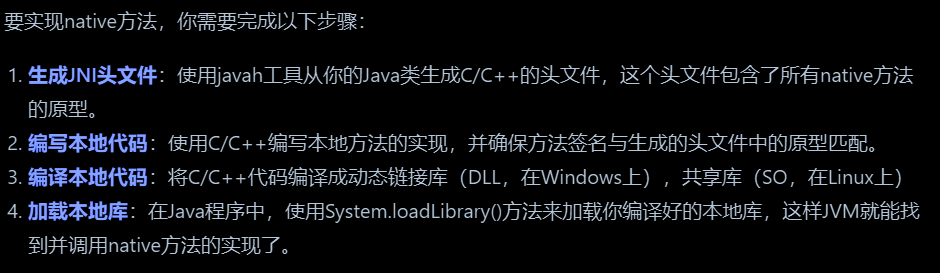 要实现native方法，你需要完成以下步骤：
1. 生成JNI头文件：使用javah工具从你的Java类生成C/C++的头文件，这个头文件包含了所有native方法
的原型。
2. 编写本地代码：使用C/C++编写本地方法的实现，并确保方法签名与生成的头文件中的原型匹配。
3. 编译本地代码：将C/C++代码编译成动态链接库（DLL，在Windows上），共享库（SO，在Linux上）
4. 加载本地库：在Java程序中，使用System.loadLibrary()方法来加载你编译好的本地库，这样JVM就能找
到并调用native方法的实现了。